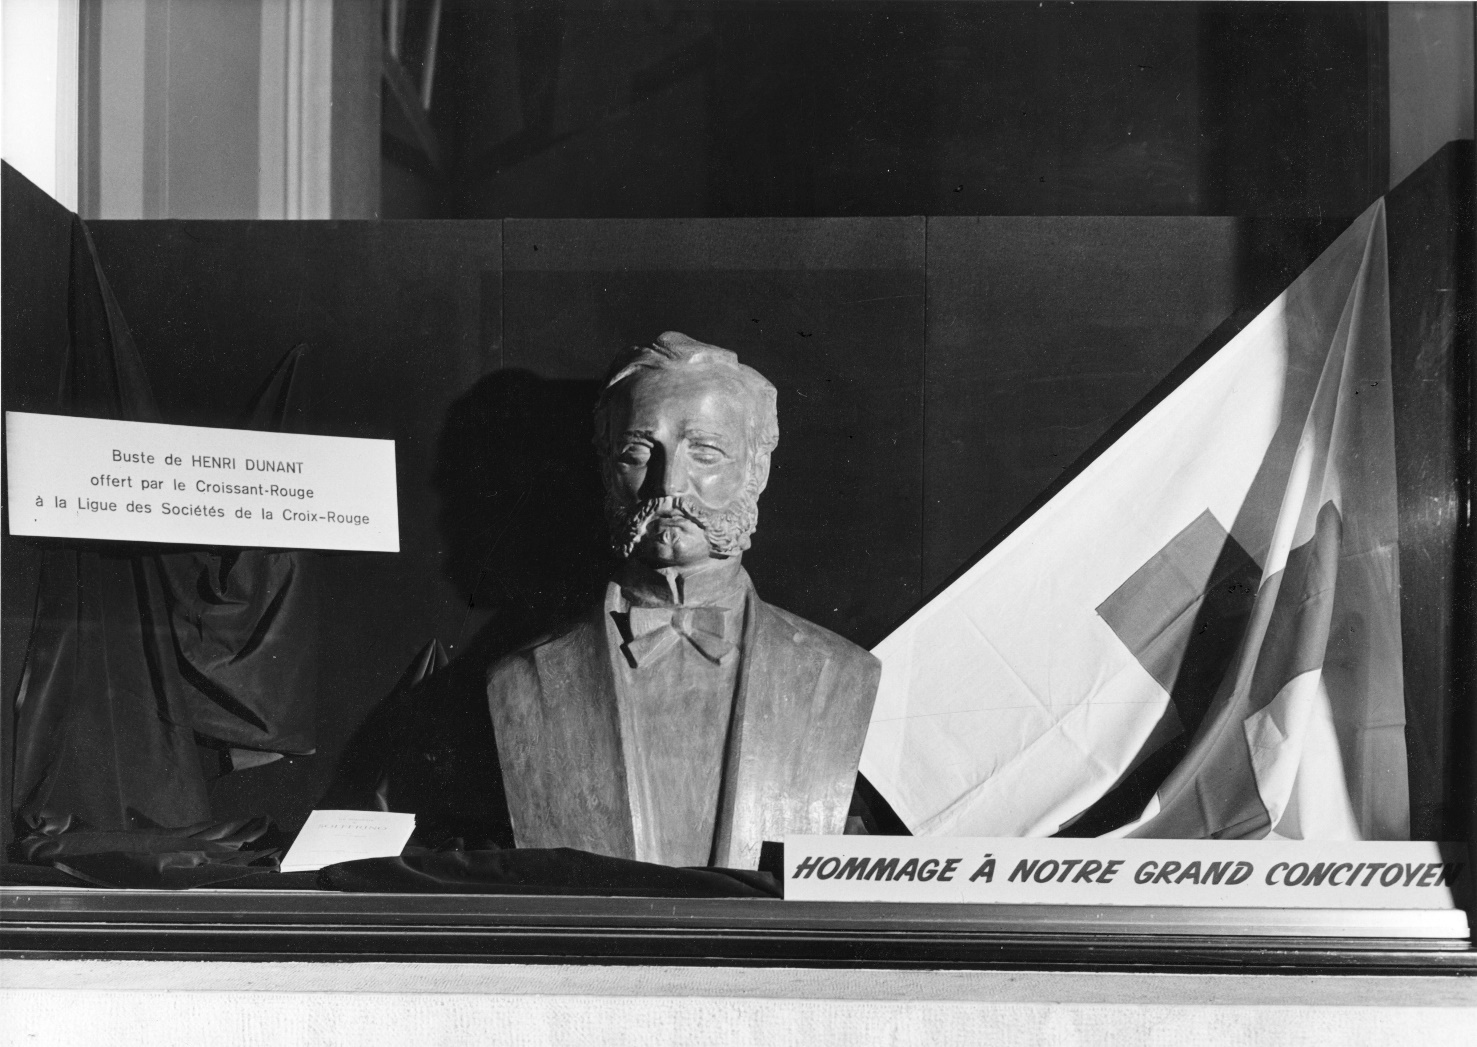 Buste de HENRI DUNANT
offert par le Croissant-Rouge
à la Ligue des Sociétés de la Croix-Rouge
SOLFERINO
HOMMAGE À NOTRE GRAND CONCITOYEN